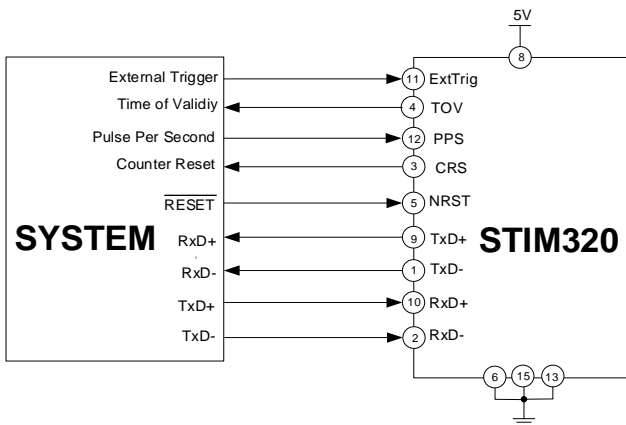 5V
8
External Trigger 11 ExtTrig
Time of Validiy 4 TOV
Pulse Per Second 12 PPS
Counter Reset 3 CRS
RESET 5 NRST
SYSTEM STIM320
RxD+ 9 TxD+
RxD- 1 TxD-
TxD+ 10 RxD+
TxD- 2 RxD-
6 15 13